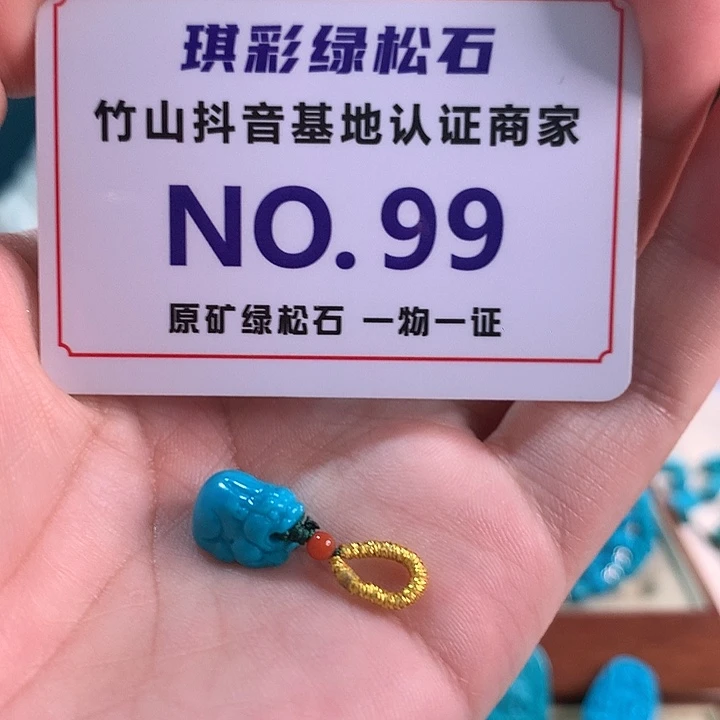 琪彩绿松石
竹山抖音基地认证商家
NO.99
原矿绿松石 一物一证